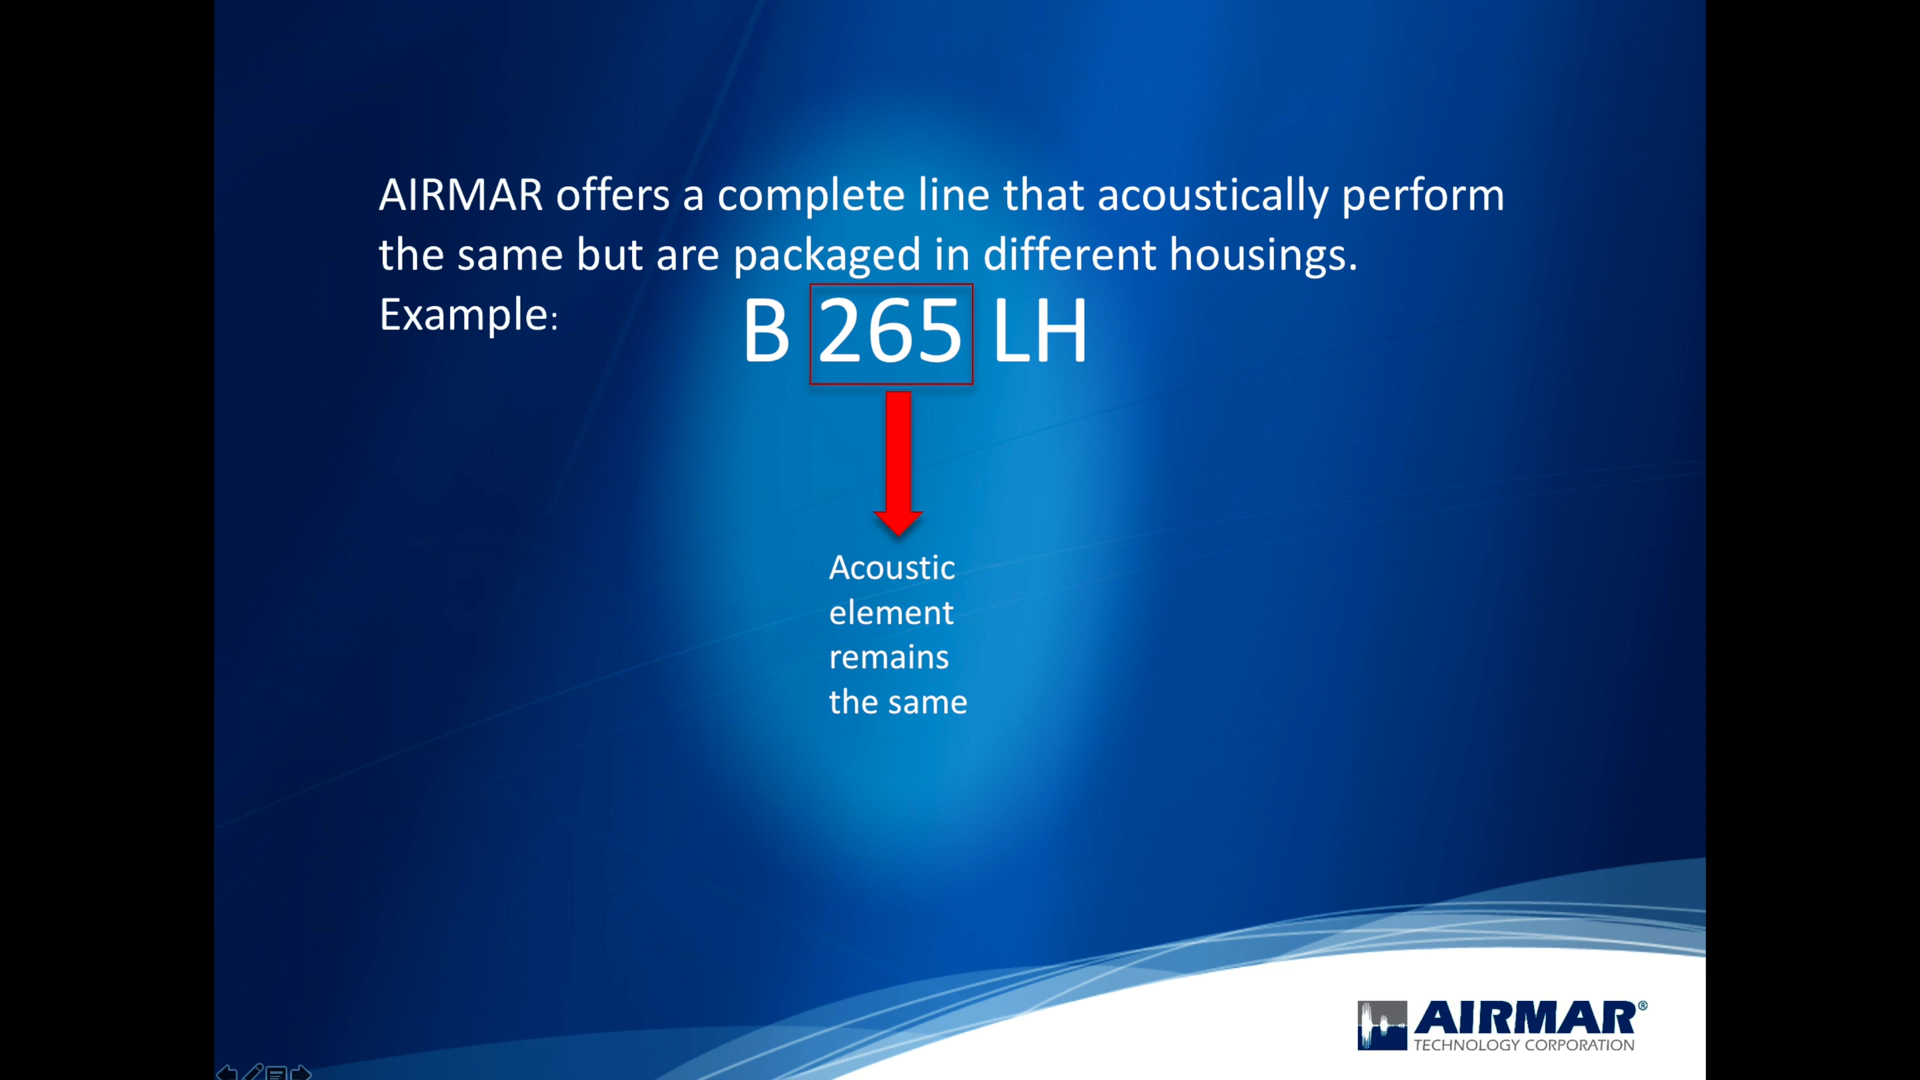 AIRMAR offers a complete line that acoustically perform
the same but are packaged in different housings.
Example:
B 265 LH
Acoustic
element
remains
the same
AIRMAR®
TECHNOLOGY CORPORATION